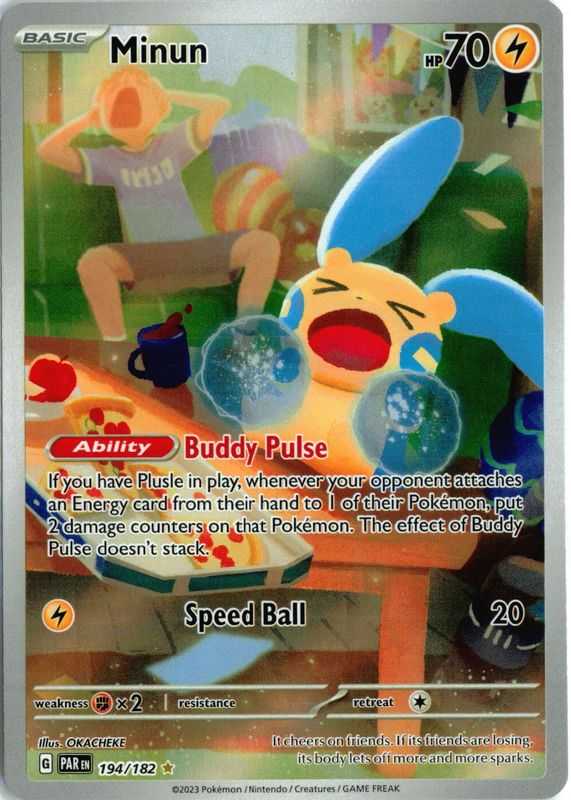 BASIC
Minun
HP 70
Ability Buddy Pulse
If you have Plusle in play, whenever your opponent attaches
an Energy card from their hand to 1 of their Pokémon, put
2 damage counters on that Pokémon. The effect of Buddy
Pulse doesn't stack.
Speed Ball 20
weakness ×2 resistance retreat
Illus. OKACHEKE
It cheers on friends. If its friends are losing,
its body lets off more and more sparks.
G PAR EN 194/182
©2023 Pokémon / Nintendo / Creatures / GAME FREAK